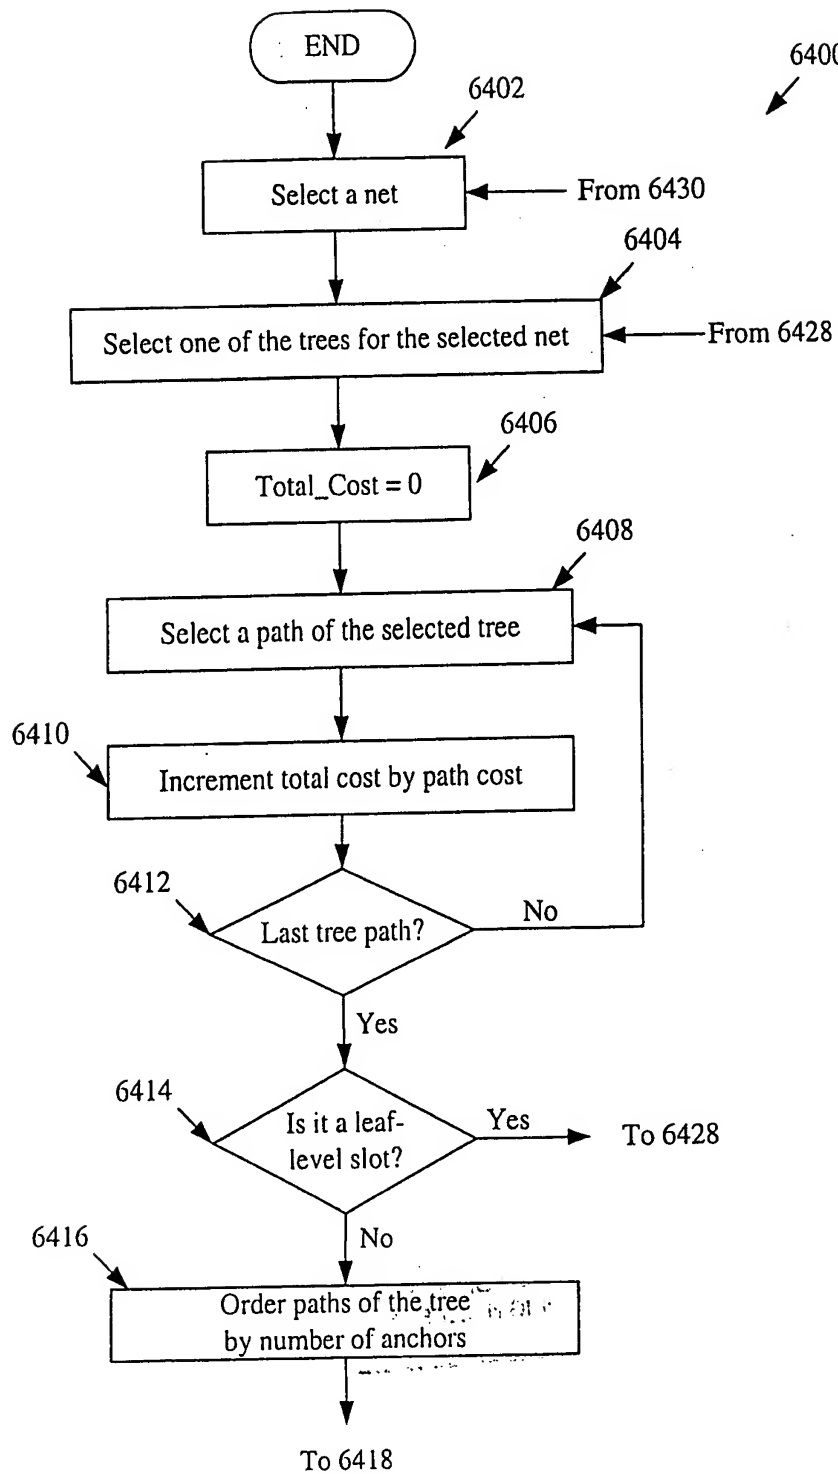 END
6400
6402
Select a net
From 6430
6404
Select one of the trees for the selected net
From 6428
6406
Total_Cost = 0
6408
Select a path of the selected tree
6410
Increment total cost by path cost
6412
Last tree path?
No
Yes
6414
Is it a leaf-
level slot?
Yes
To 6428
No
6416
Order paths of the tree
by number of anchors
To 6418